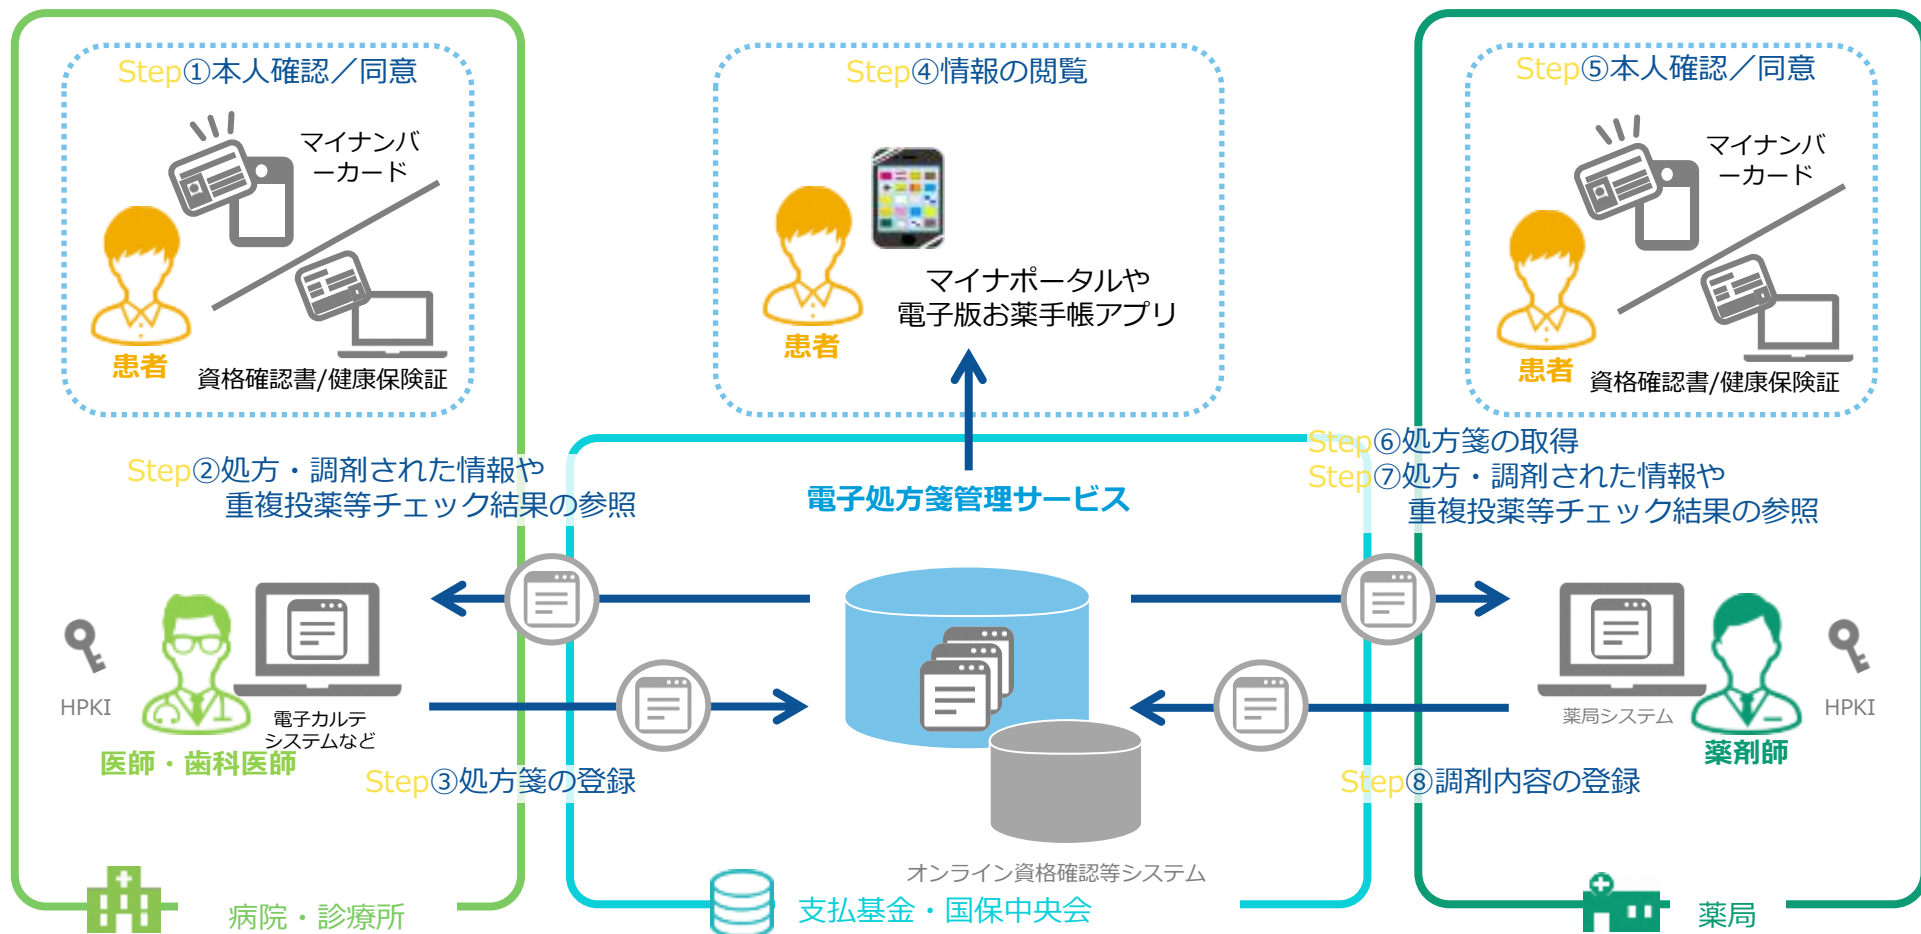 Step①本人確認／同意
マイナンバ
ーカード
患者
資格確認書/健康保険証
Step②処方・調剤された情報や
重複投薬等チェック結果の参照
HPKI
電子カルテ
システムなど
医師・歯科医師
Step③処方箋の登録
病院・診療所
Step④情報の閲覧
マイナポータルや
電子版お薬手帳アプリ
患者
電子処方箋管理サービス
オンライン資格確認等システム
支払基金・国保中央会
Step⑤本人確認／同意
マイナンバ
ーカード
患者
資格確認書/健康保険証
Step⑥処方箋の取得
Step⑦処方・調剤された情報や
重複投薬等チェック結果の参照
薬局システム
薬剤師
HPKI
Step⑧調剤内容の登録
薬局